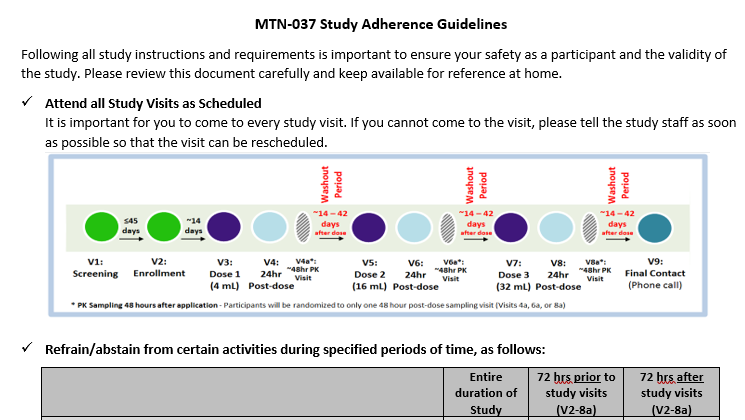 MTN-037 Study Adherence Guidelines
Following all study instructions and requirements is important to ensure your safety as a participant and the validity of
the study. Please review this document carefully and keep available for reference at home.
✓ Attend all Study Visits as Scheduled
It is important for you to come to every study visit. If you cannot come to the visit, please tell the study staff as soon
as possible so that the visit can be rescheduled.
Washout Period
Washout Period
Washout Period
≤45 days
~14 days
~14 – 42 days after dose
~14 – 42 days after dose
~14 – 42 days after dose
V1: Screening
V2: Enrollment
V3: Dose 1 (4 mL)
V4: 24hr Post-dose
V4a*: ~48hr PK Visit
V5: Dose 2 (16 mL)
V6: 24hr Post-dose
V6a*: ~48hr PK Visit
V7: Dose 3 (32 mL)
V8: 24hr Post-dose
V8a*: ~48hr PK Visit
V9: Final Contact (Phone call)
* PK Sampling 48 hours after application - Participants will be randomized to only one 48 hour post-dose sampling visit (Visits 4a, 6a, or 8a)
✓ Refrain/abstain from certain activities during specified periods of time, as follows:
Entire duration of Study
72 hrs prior to study visits (V2-8a)
72 hrs after study visits (V2-8a)